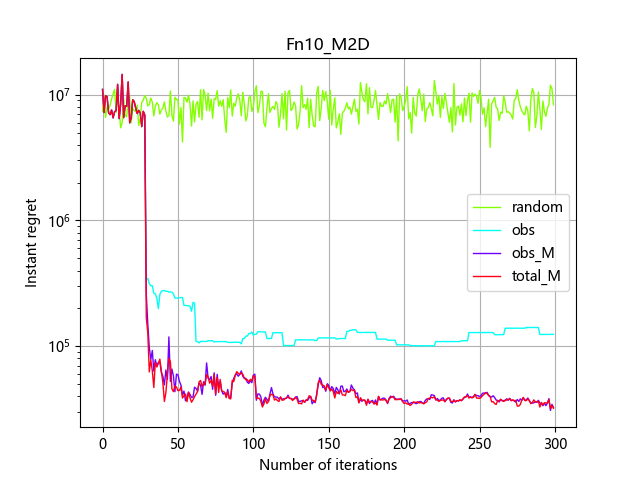 Fn10_M2D
Instant regret
10⁷
10⁶
10⁵
random
obs
obs_M
total_M
0 50 100 150 200 250 300
Number of iterations